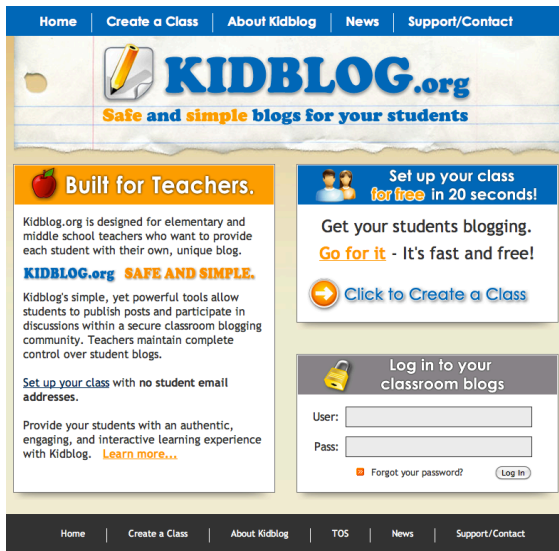 Home
Create a Class
About Kidblog
News
Support/Contact
KIDBLOG.org
Safe and simple blogs for your students
Built for Teachers.
Kidblog.org is designed for elementary and
middle school teachers who want to provide
each student with their own, unique blog.
KIDBLOG.org SAFE AND SIMPLE.
Kidblog's simple, yet powerful tools allow
students to publish posts and participate in
discussions within a secure classroom blogging
community. Teachers maintain complete
control over student blogs.
Set up your class with no student email
addresses.
Provide your students with an authentic,
engaging, and interactive learning experience
with Kidblog. Learn more...
Set up your class
for free in 20 seconds!
Get your students blogging.
Go for it - It's fast and free!
Click to Create a Class
Log in to your
classroom blogs
User:
Pass:
Forgot your password?
Log In
Home
Create a Class
About Kidblog
TOS
News
Support/Contact